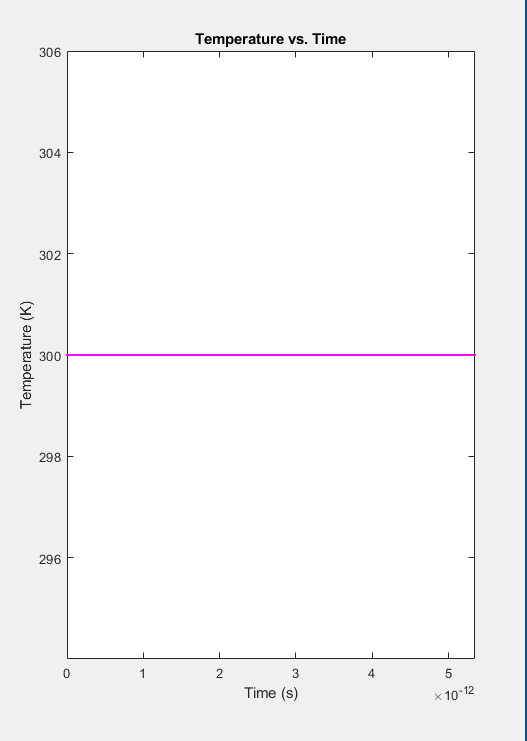 Temperature vs. Time
306
304
302
300
298
296
Temperature (K)
0 1 2 3 4 5
Time (s)
×10⁻¹²